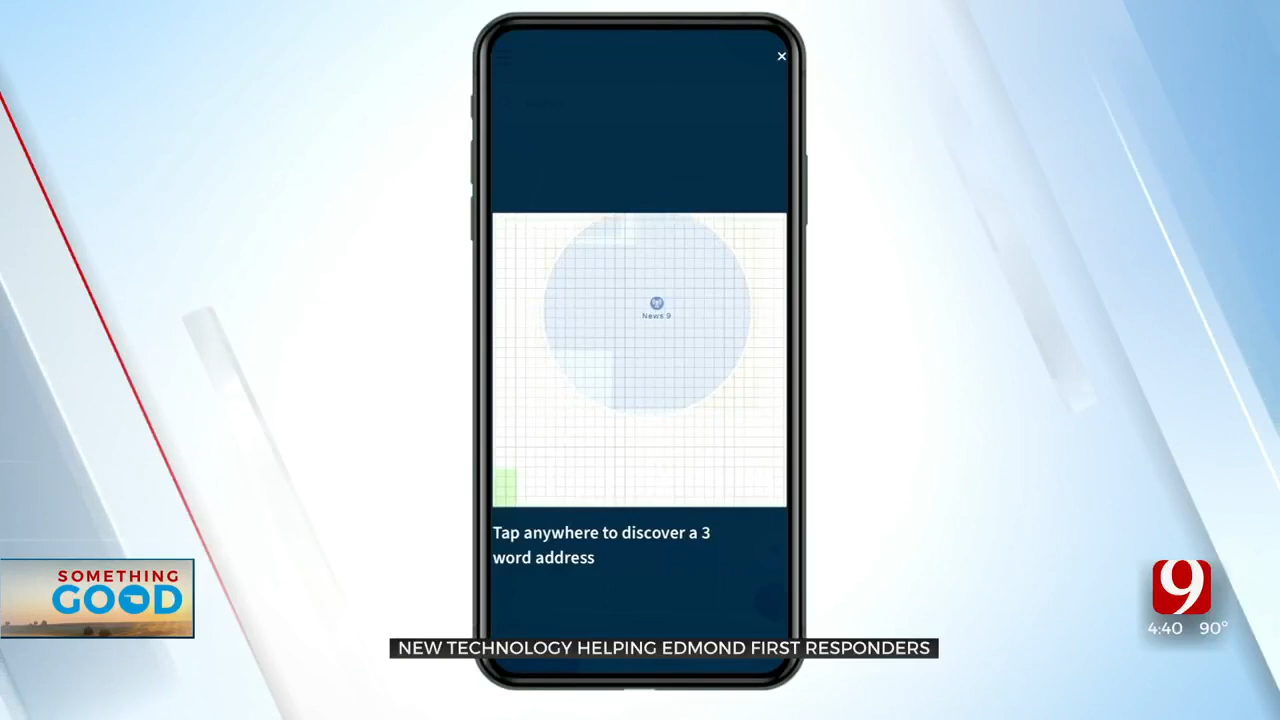 News 9
Tap anywhere to discover a 3
word address
SOMETHING
GOOD
NEW TECHNOLOGY HELPING EDMOND FIRST RESPONDERS
9
4:40 90°